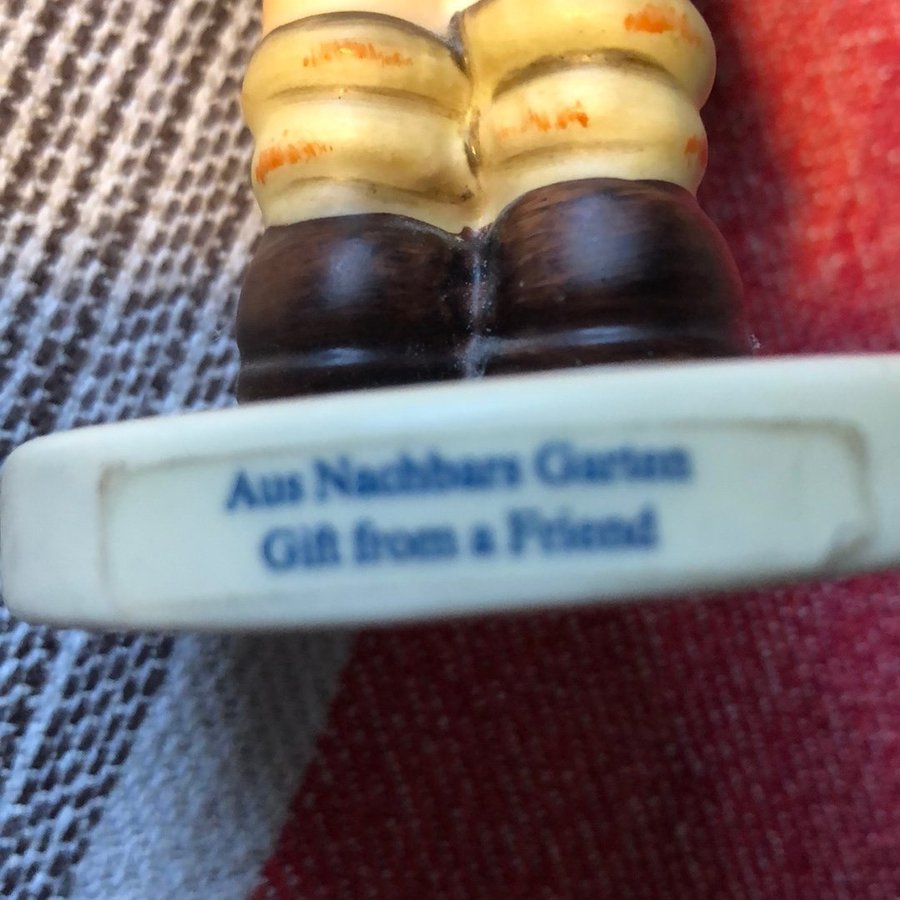 Aus Nachbars Garten
Gift from a Friend